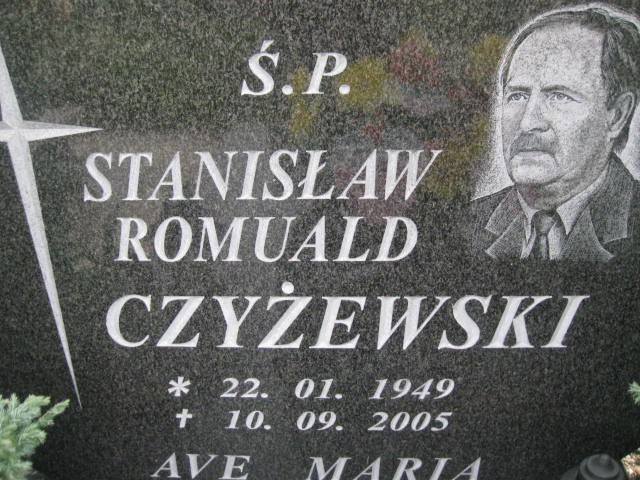 Ś.P.
STANISŁAW
ROMUALD
CZYŻEWSKI
* 22. 01. 1949
✝ 10. 09. 2005
AVE MARIA